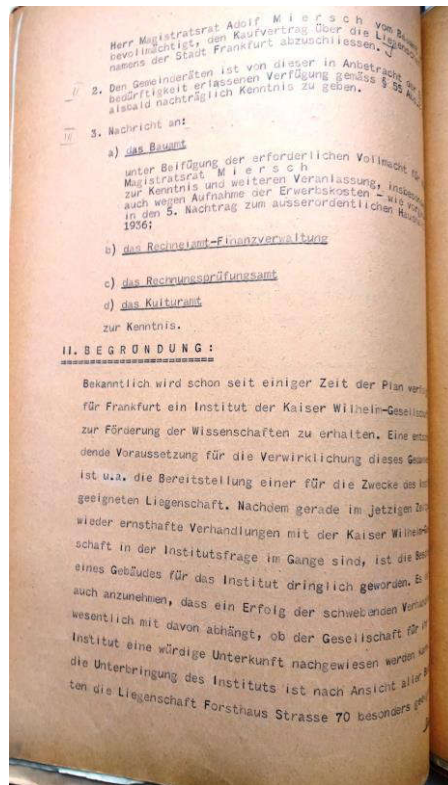 Herr Magistratsrat Adolf M i e r s c h vom Bauamt
bevollmächtigt, den Kaufvertrag über die
namens der Stadt Frankfurt abzuschliessen.
II 2. Den Gemeinderäten ist von dieser in Anbetracht der
bedürftigkeit erlassenen Verfügung gemäss § 55
alsbald nachträglich Kenntnis zu geben.
III 3. Nachricht an:
a) das Bauamt
unter Beifügung der erforderlichen Vollmacht für
Magistratsrat M i e r s c h
zur Kenntnis und weiteren Veranlassung,
auch wegen Aufnahme der Erwerbskosten - wie
in den 5. Nachtrag zum ausserordentlichen
1936;
b) das Rechneiamt-Finanzverwaltung
c) das Rechnungsprüfungsamt
d) das Kulturamt
zur Kenntnis.
II. B E G R Ü N D U N G :
Bekanntlich wird schon seit einiger Zeit der Plan
für Frankfurt ein Institut der Kaiser Wilhelm-
zur Förderung der Wissenschaften zu erhalten. Eine
dende Voraussetzung für die Verwirklichung dieses
ist u.a. die Bereitstellung einer für die Zwecke des
geeigneten Liegenschaft. Nachdem gerade im jetzigen
wieder ernsthafte Verhandlungen mit der Kaiser Wilhelm-
schaft in der Institutsfrage im Gange sind, ist die
eines Gebäudes für das Institut dringlich geworden. Es
auch anzunehmen, dass ein Erfolg der schwebenden
wesentlich mit davon abhängt, ob der Gesellschaft für
Institut eine würdige Unterkunft nachgewiesen werden
die Unterbringung des Instituts ist nach Ansicht aller
ten die Liegenschaft Forsthaus Strasse 70 besonders